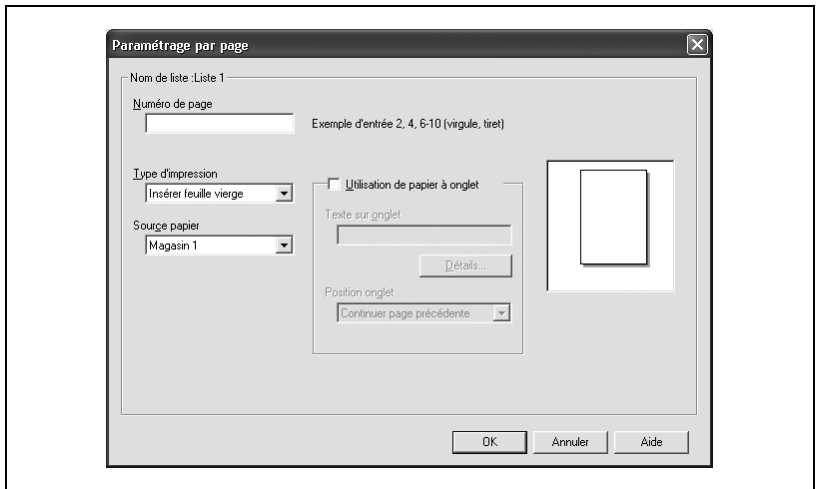 Paramétrage par page
Nom de liste :Liste 1
Numéro de page
Exemple d'entrée 2, 4, 6-10 (virgule, tiret)
Type d'impression
Insérer feuille vierge
Utilisation de papier à onglet
Texte sur onglet
Source papier
Magasin 1
Détails...
Position onglet
Continuer page précédente
OK
Annuler
Aide